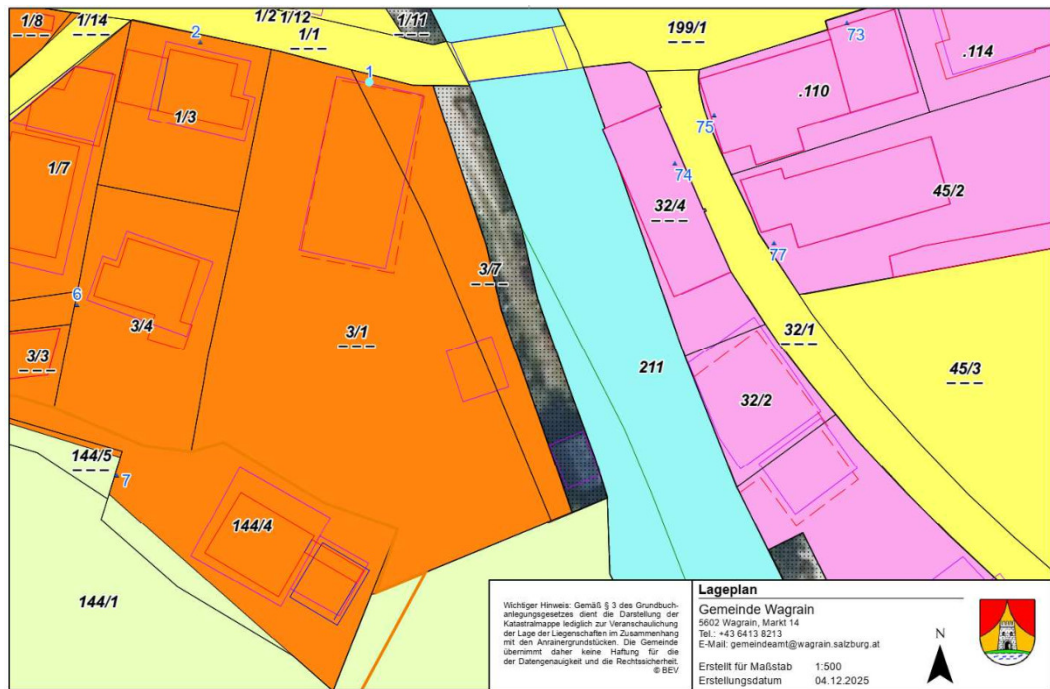 1/8
1/14
1/2
1/12
1/11
1/1
199/1
73
.114
2
1
.110
75
1/3
1/7
74
32/4
45/2
77
3/7
6
3/4
3/1
32/1
3/3
211
45/3
32/2
144/5
7
144/4
144/1
Wichtiger Hinweis: Gemäß § 3 des Grundbuch-
anlegungsgesetzes dient die Darstellung der
Katastralmappe lediglich zur Veranschaulichung
der Lage der Liegenschaften im Zusammenhang
mit den Anrainergrundstücken. Die Gemeinde
übernimmt daher keine Haftung für die
der Datengenauigkeit und die Rechtssicherheit.
© BEV
Lageplan
Gemeinde Wagrain
5602 Wagrain, Markt 14
Tel.: +43 6413 8213
E-Mail: gemeindeamt@wagrain.salzburg.at
Erstellt für Maßstab 1:500
Erstellungsdatum 04.12.2025
N